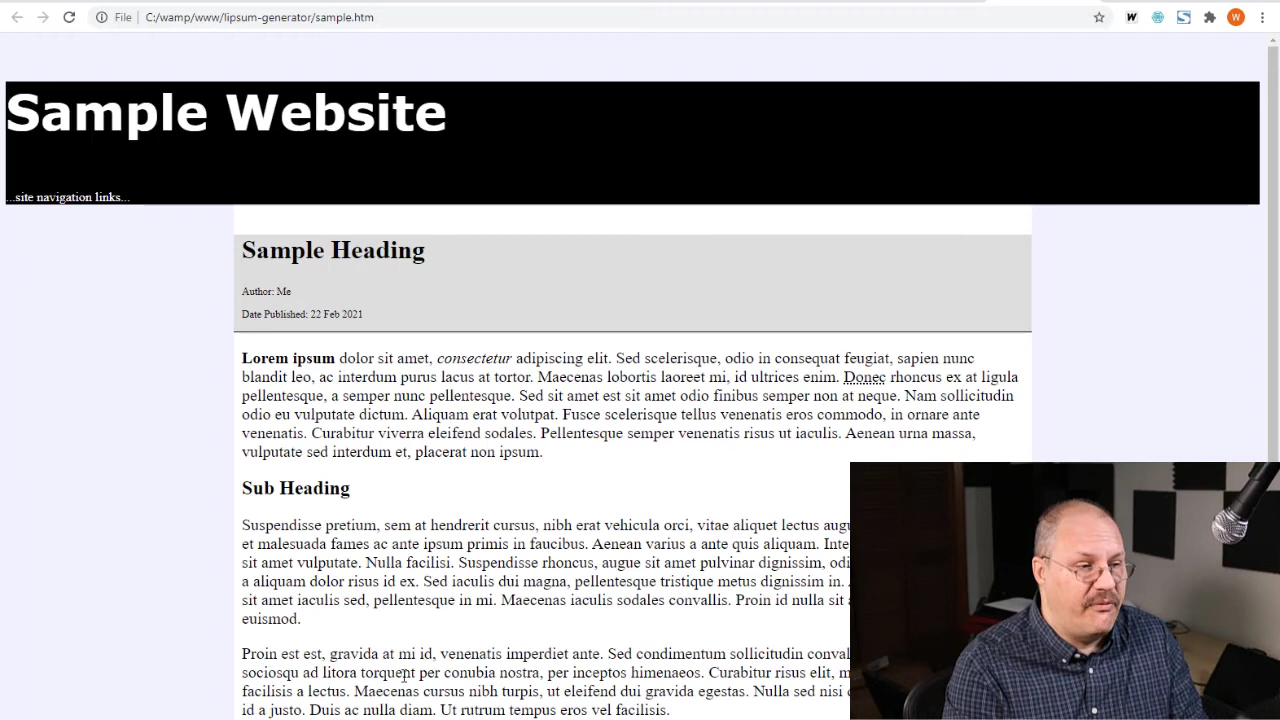 File
C:/wamp/www/lipsum-generator/sample.htm
W
S
W
Sample Website
...site navigation links...
Sample Heading
Author: Me
Date Published: 22 Feb 2021
Lorem ipsum dolor sit amet, consectetur adipiscing elit. Sed scelerisque, odio in consequat feugiat, sapien nunc
blandit leo, ac interdum purus lacus at tortor. Maecenas lobortis laoreet mi, id ultrices enim. Donec rhoncus ex at ligula
pellentesque, a semper nunc pellentesque. Sed sit amet est sit amet odio finibus semper non at neque. Nam sollicitudin
odio eu vulputate dictum. Aliquam erat volutpat. Fusce scelerisque tellus venenatis eros commodo, in ornare ante
venenatis. Curabitur viverra eleifend sodales. Pellentesque semper venenatis risus ut iaculis. Aenean urna massa,
vulputate sed interdum et, placerat non ipsum.
Sub Heading
Suspendisse pretium, sem at hendrerit cursus, nibh erat vehicula orci, vitae aliquet lectus augu
et malesuada fames ac ante ipsum primis in faucibus. Aenean varius a ante quis aliquam. Inte
sit amet vulputate. Nulla facilisi. Suspendisse rhoncus, augue sit amet pulvinar dignissim, odi
a aliquam dolor risus id ex. Sed iaculis dui magna, pellentesque tristique metus dignissim in.
sit amet iaculis sed, pellentesque in mi. Maecenas iaculis sodales convallis. Proin id nulla sit a
euismod.
Proin est est, gravida at mi id, venenatis imperdiet ante. Sed condimentum sollicitudin conval
sociosqu ad litora torquent per conubia nostra, per inceptos himenaeos. Curabitur risus elit, m
facilisis a lectus. Maecenas cursus nibh turpis, ut eleifend dui gravida egestas. Nulla sed nisi
id a justo. Duis ac nulla diam. Ut rutrum tempus eros vel facilisis.